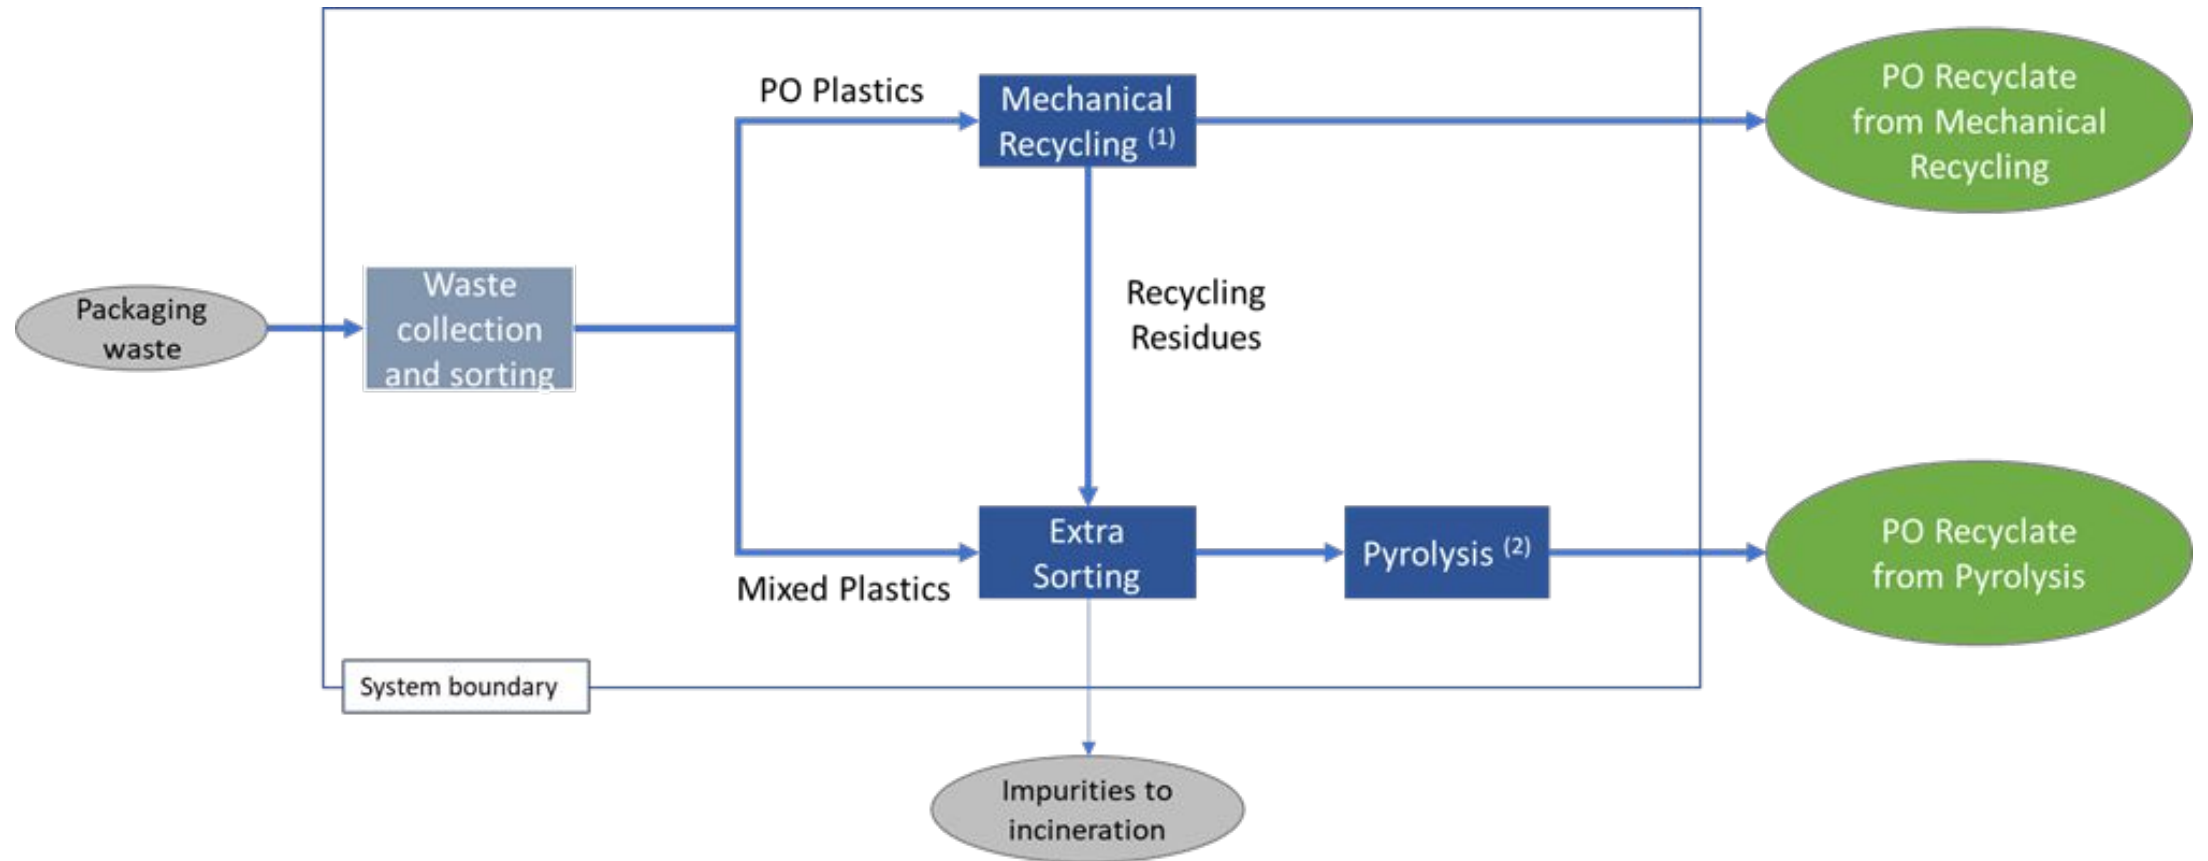 PO Plastics
Mechanical
Recycling (1)
PO Recyclate
from Mechanical
Recycling
Packaging
waste
Waste
collection
and sorting
Recycling
Residues
Mixed Plastics
Extra
Sorting
Pyrolysis (2)
PO Recyclate
from Pyrolysis
System boundary
Impurities to
incineration